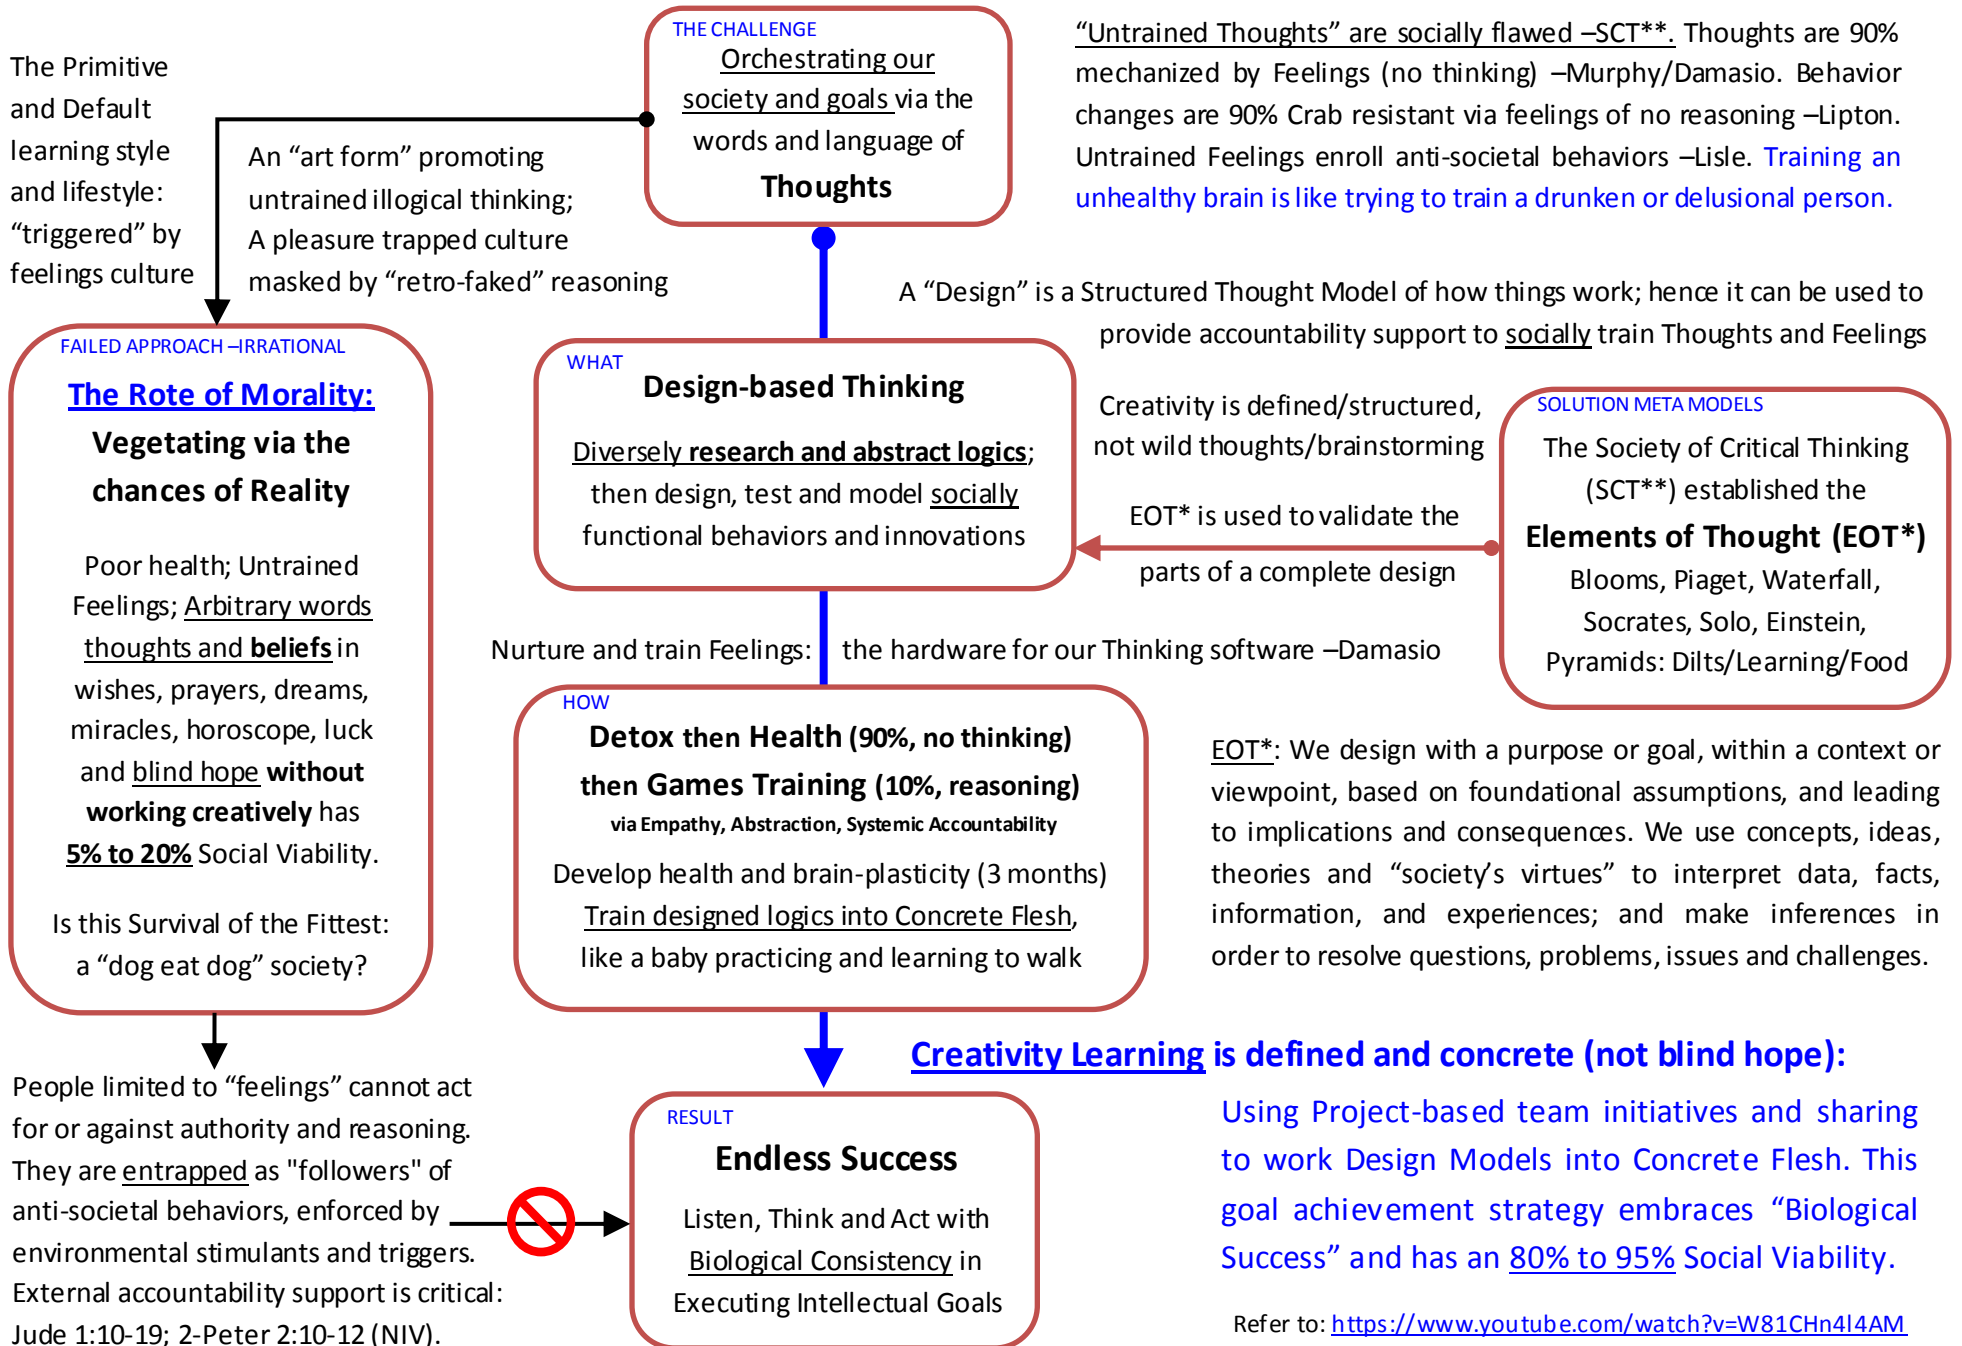 THE CHALLENGE
Orchestrating our
society and goals via the
words and language of
Thoughts
“Untrained Thoughts” are socially flawed –SCT**. Thoughts are 90%
mechanized by Feelings (no thinking) –Murphy/Damasio. Behavior
changes are 90% Crab resistant via feelings of no reasoning –Lipton.
Untrained Feelings enroll anti-societal behaviors –Lisle. Training an
unhealthy brain is like trying to train a drunken or delusional person.
The Primitive
and Default
learning style
and lifestyle:
“triggered” by
feelings culture
An “art form” promoting
untrained illogical thinking;
A pleasure trapped culture
masked by “retro-faked” reasoning
A “Design” is a Structured Thought Model of how things work; hence it can be used to
provide accountability support to socially train Thoughts and Feelings
FAILED APPROACH –IRRATIONAL
The Rote of Morality:
Vegetating via the
chances of Reality
Poor health; Untrained
Feelings; Arbitrary words
thoughts and beliefs in
wishes, prayers, dreams,
miracles, horoscope, luck
and blind hope without
working creatively has
5% to 20% Social Viability.
Is this Survival of the Fittest:
a “dog eat dog” society?
WHAT
Design-based Thinking
Diversely research and abstract logics;
then design, test and model socially
functional behaviors and innovations
Creativity is defined/structured,
not wild thoughts/brainstorming
EOT* is used to validate the
parts of a complete design
SOLUTION META MODELS
The Society of Critical Thinking
(SCT**) established the
Elements of Thought (EOT*)
Blooms, Piaget, Waterfall,
Socrates, Solo, Einstein,
Pyramids: Dilts/Learning/Food
Nurture and train Feelings: the hardware for our Thinking software –Damasio
HOW
Detox then Health (90%, no thinking)
then Games Training (10%, reasoning)
via Empathy, Abstraction, Systemic Accountability
Develop health and brain-plasticity (3 months)
Train designed logics into Concrete Flesh,
like a baby practicing and learning to walk
EOT*: We design with a purpose or goal, within a context or
viewpoint, based on foundational assumptions, and leading
to implications and consequences. We use concepts, ideas,
theories and “society’s virtues” to interpret data, facts,
information, and experiences; and make inferences in
order to resolve questions, problems, issues and challenges.
People limited to “feelings” cannot act
for or against authority and reasoning.
They are entrapped as "followers" of
anti-societal behaviors, enforced by
environmental stimulants and triggers.
External accountability support is critical:
Jude 1:10-19; 2-Peter 2:10-12 (NIV).
RESULT
Endless Success
Listen, Think and Act with
Biological Consistency in
Executing Intellectual Goals
Creativity Learning is defined and concrete (not blind hope):
Using Project-based team initiatives and sharing
to work Design Models into Concrete Flesh. This
goal achievement strategy embraces “Biological
Success” and has an 80% to 95% Social Viability.
Refer to: https://www.youtube.com/watch?v=W81CHn4l4AM